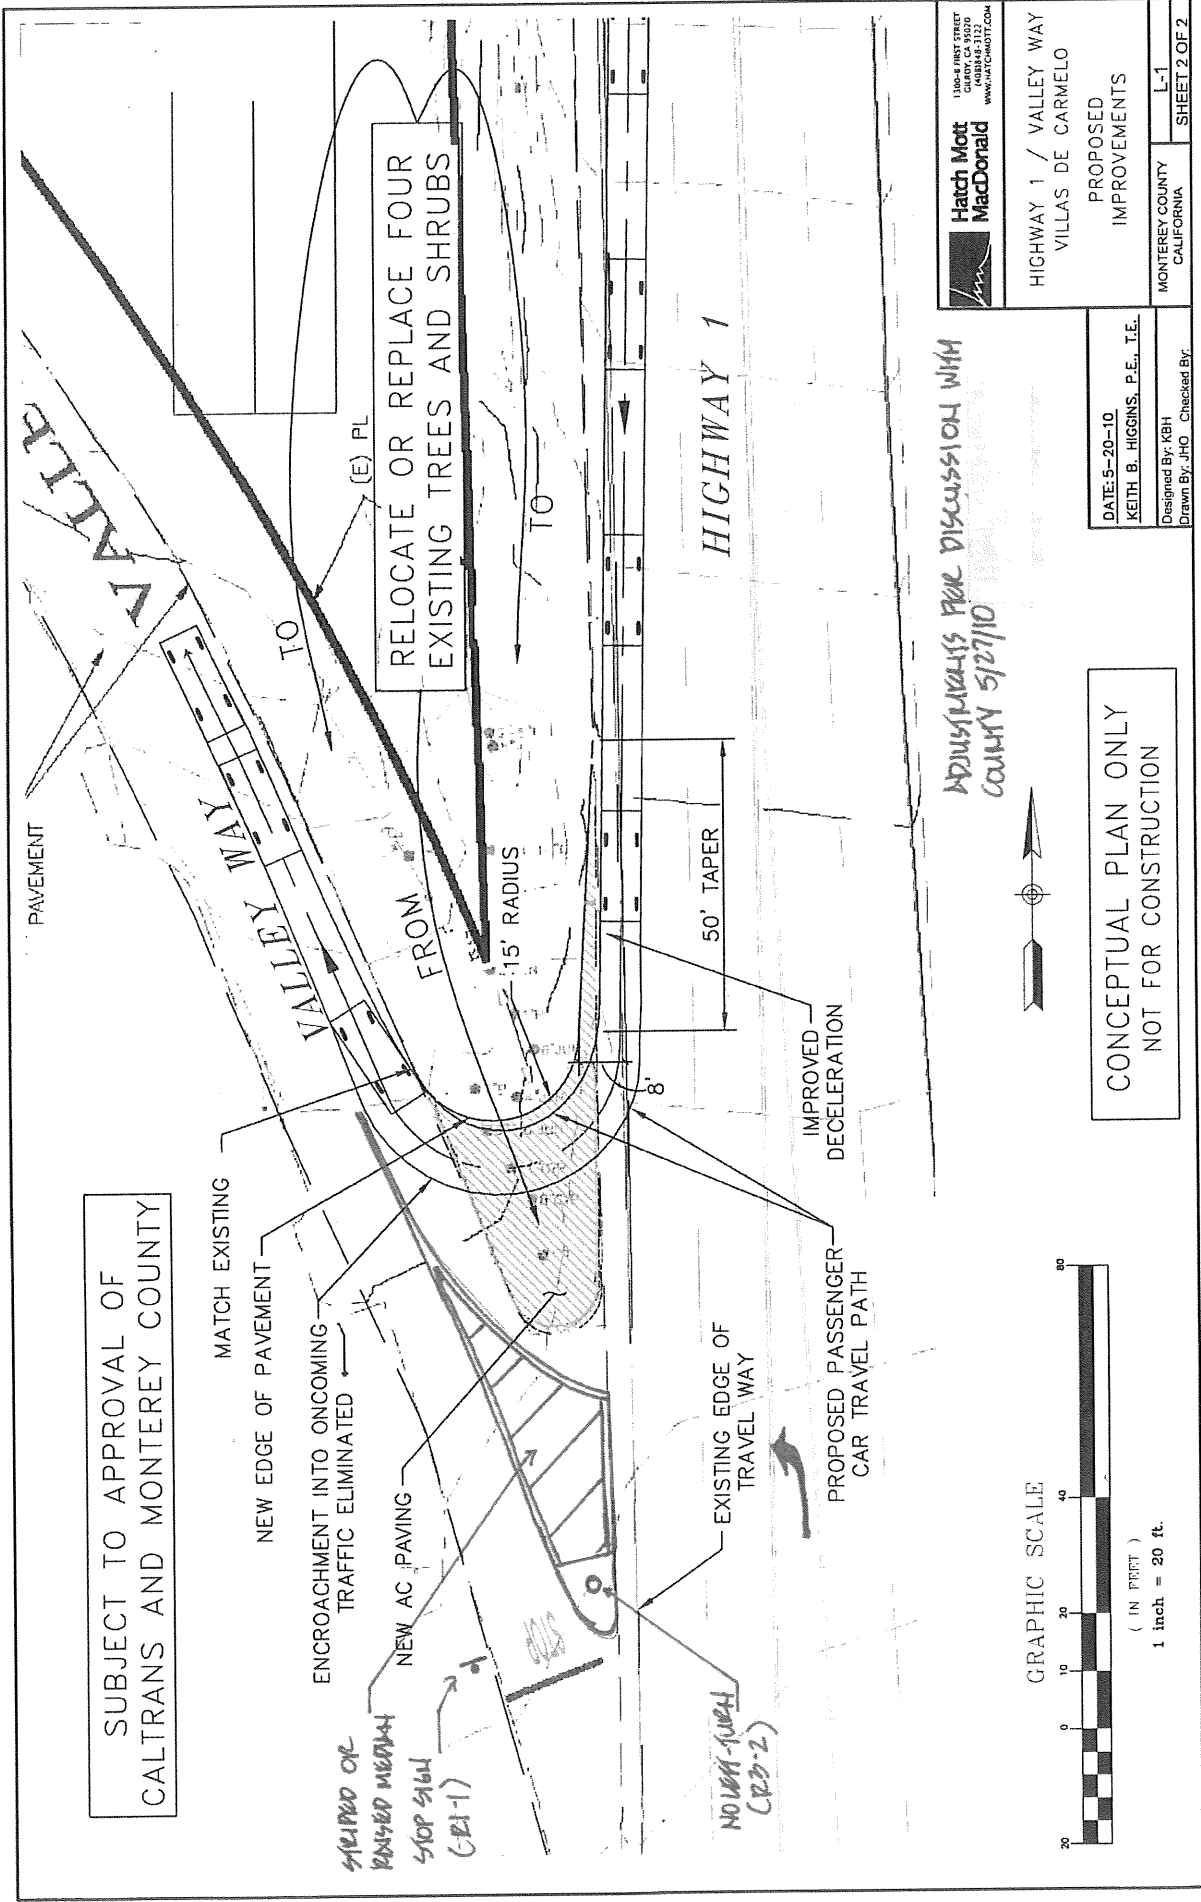 SUBJECT TO APPROVAL OF
CALTRANS AND MONTEREY COUNTY
PAVEMENT
VALLE
MATCH EXISTING
NEW EDGE OF PAVEMENT
ENCROACHMENT INTO ONCOMING
TRAFFIC ELIMINATED
NEW AC PAVING
STRIPED OR
RAISED MEDIAN
STOP SIGN
(R1-1)
STOP
NO LEFT-TURN
(R3-2)
VALLEY WAY
TO
(E) PL
RELOCATE OR REPLACE FOUR
EXISTING TREES AND SHRUBS
TO
FROM
15' RADIUS
50' TAPER
8'
IMPROVED
DECELERATION
HIGHWAY 1
EXISTING EDGE OF
TRAVEL WAY
PROPOSED PASSENGER
CAR TRAVEL PATH
ADJUSTMENTS PER DISCUSSION WITH
COUNTY 5/27/10
GRAPHIC SCALE
20
0
10
20
40
80
( IN FEET )
1 inch = 20 ft.
CONCEPTUAL PLAN ONLY
NOT FOR CONSTRUCTION
Hatch Mott
MacDonald
1300-B FIRST STREET
GILROY, CA 95020
(408)848-3122
WWW.HATCHMOTT.COM
HIGHWAY 1 / VALLEY WAY
VILLAS DE CARMELO
PROPOSED
IMPROVEMENTS
DATE: 5-20-10
KEITH B. HIGGINS, P.E., T.E.
Designed By: KBH
Drawn By: JHO Checked By:
MONTEREY COUNTY
CALIFORNIA
L-1
SHEET 2 OF 2